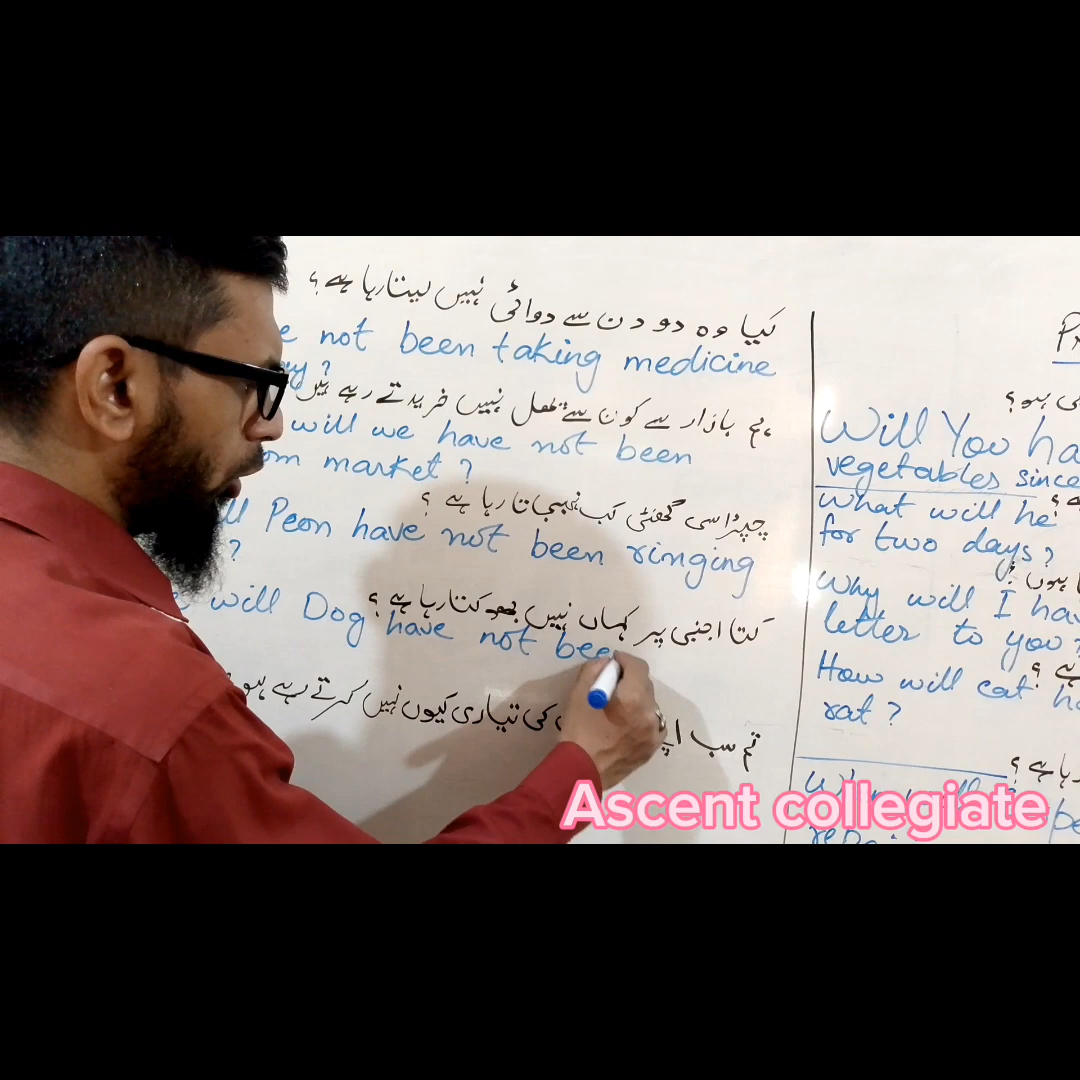 کیا وہ دو دن سے دوائی نہیں لیتا رہا ہے؟
not been taking medicine
?
ہم بازار سے کون سے پھل نہیں خریدتے رہے ہیں
will we have not been
om market?
چپڑاسی گھنٹی کب نہیں بجاتا رہا ہے؟
Peon have not been ringing
?
کتا اجنبی پر کہاں نہیں بھونکتا رہا ہے؟
will Dog have not bee
تم سب کی تیاری کیوں نہیں کرتے رہے ہو
Will You ha
vegetables since
What will he
for two days?
Why will I hav
letter to you?
How will cat ha
rat?
رہا ہے؟
Ascent collegiate